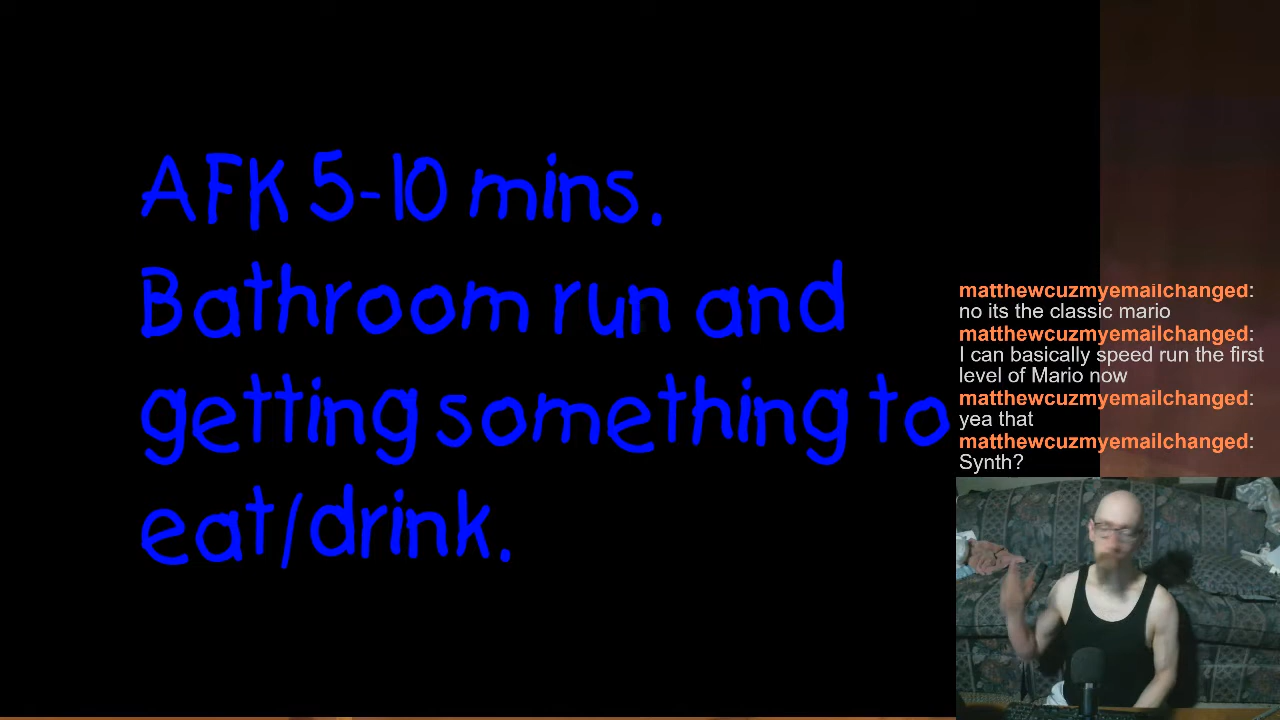 AFK 5-10 mins.
Bathroom run and
getting something to
eat/drink.
matthewcuzmyemailchanged:
no its the classic mario
matthewcuzmyemailchanged:
I can basically speed run the first
level of Mario now
matthewcuzmyemailchanged:
yea that
matthewcuzmyemailchanged:
Synth?